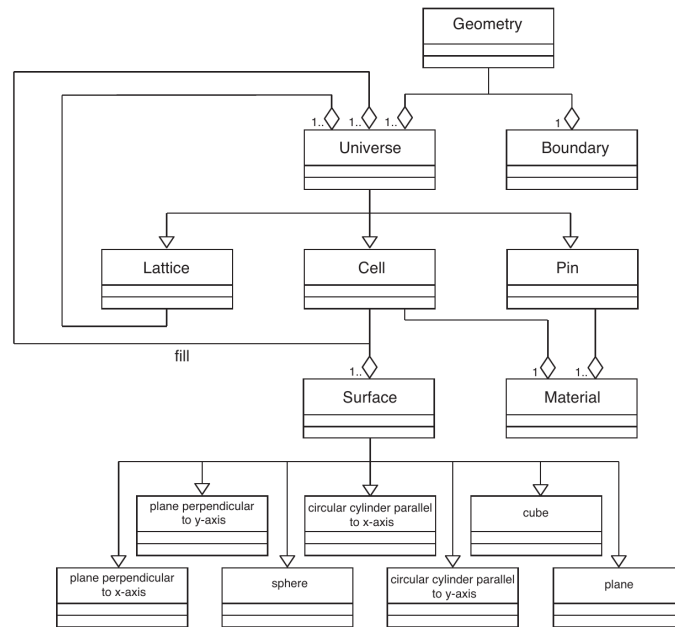 Geometry
1.. 1.. 1.. 1
Universe Boundary
Lattice Cell Pin
fill
1.. 1 1..
Surface Material
plane perpendicular
to y-axis
circular cylinder parallel
to x-axis
cube
plane perpendicular
to x-axis
sphere
circular cylinder parallel
to y-axis
plane